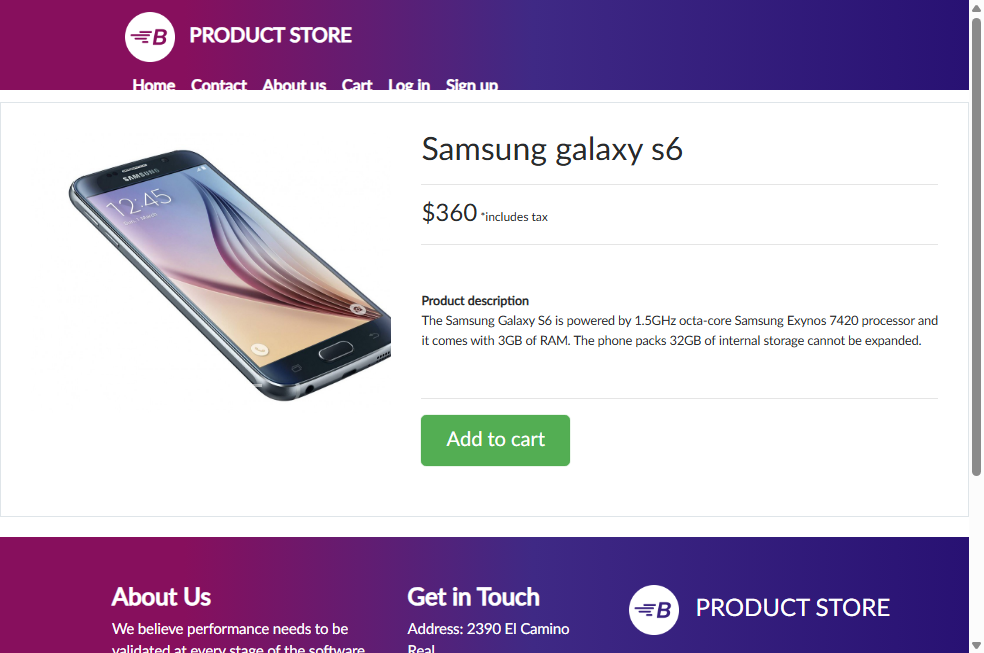 B PRODUCT STORE
Home Contact About us Cart Log in Sign up
SAMSUNG
12:45
Samsung galaxy s6
$360 *includes tax
Product description
The Samsung Galaxy S6 is powered by 1.5GHz octa-core Samsung Exynos 7420 processor and
it comes with 3GB of RAM. The phone packs 32GB of internal storage cannot be expanded.
Add to cart
About Us
We believe performance needs to be
validated at every stage of the software
Get in Touch
Address: 2390 El Camino
Real
B PRODUCT STORE